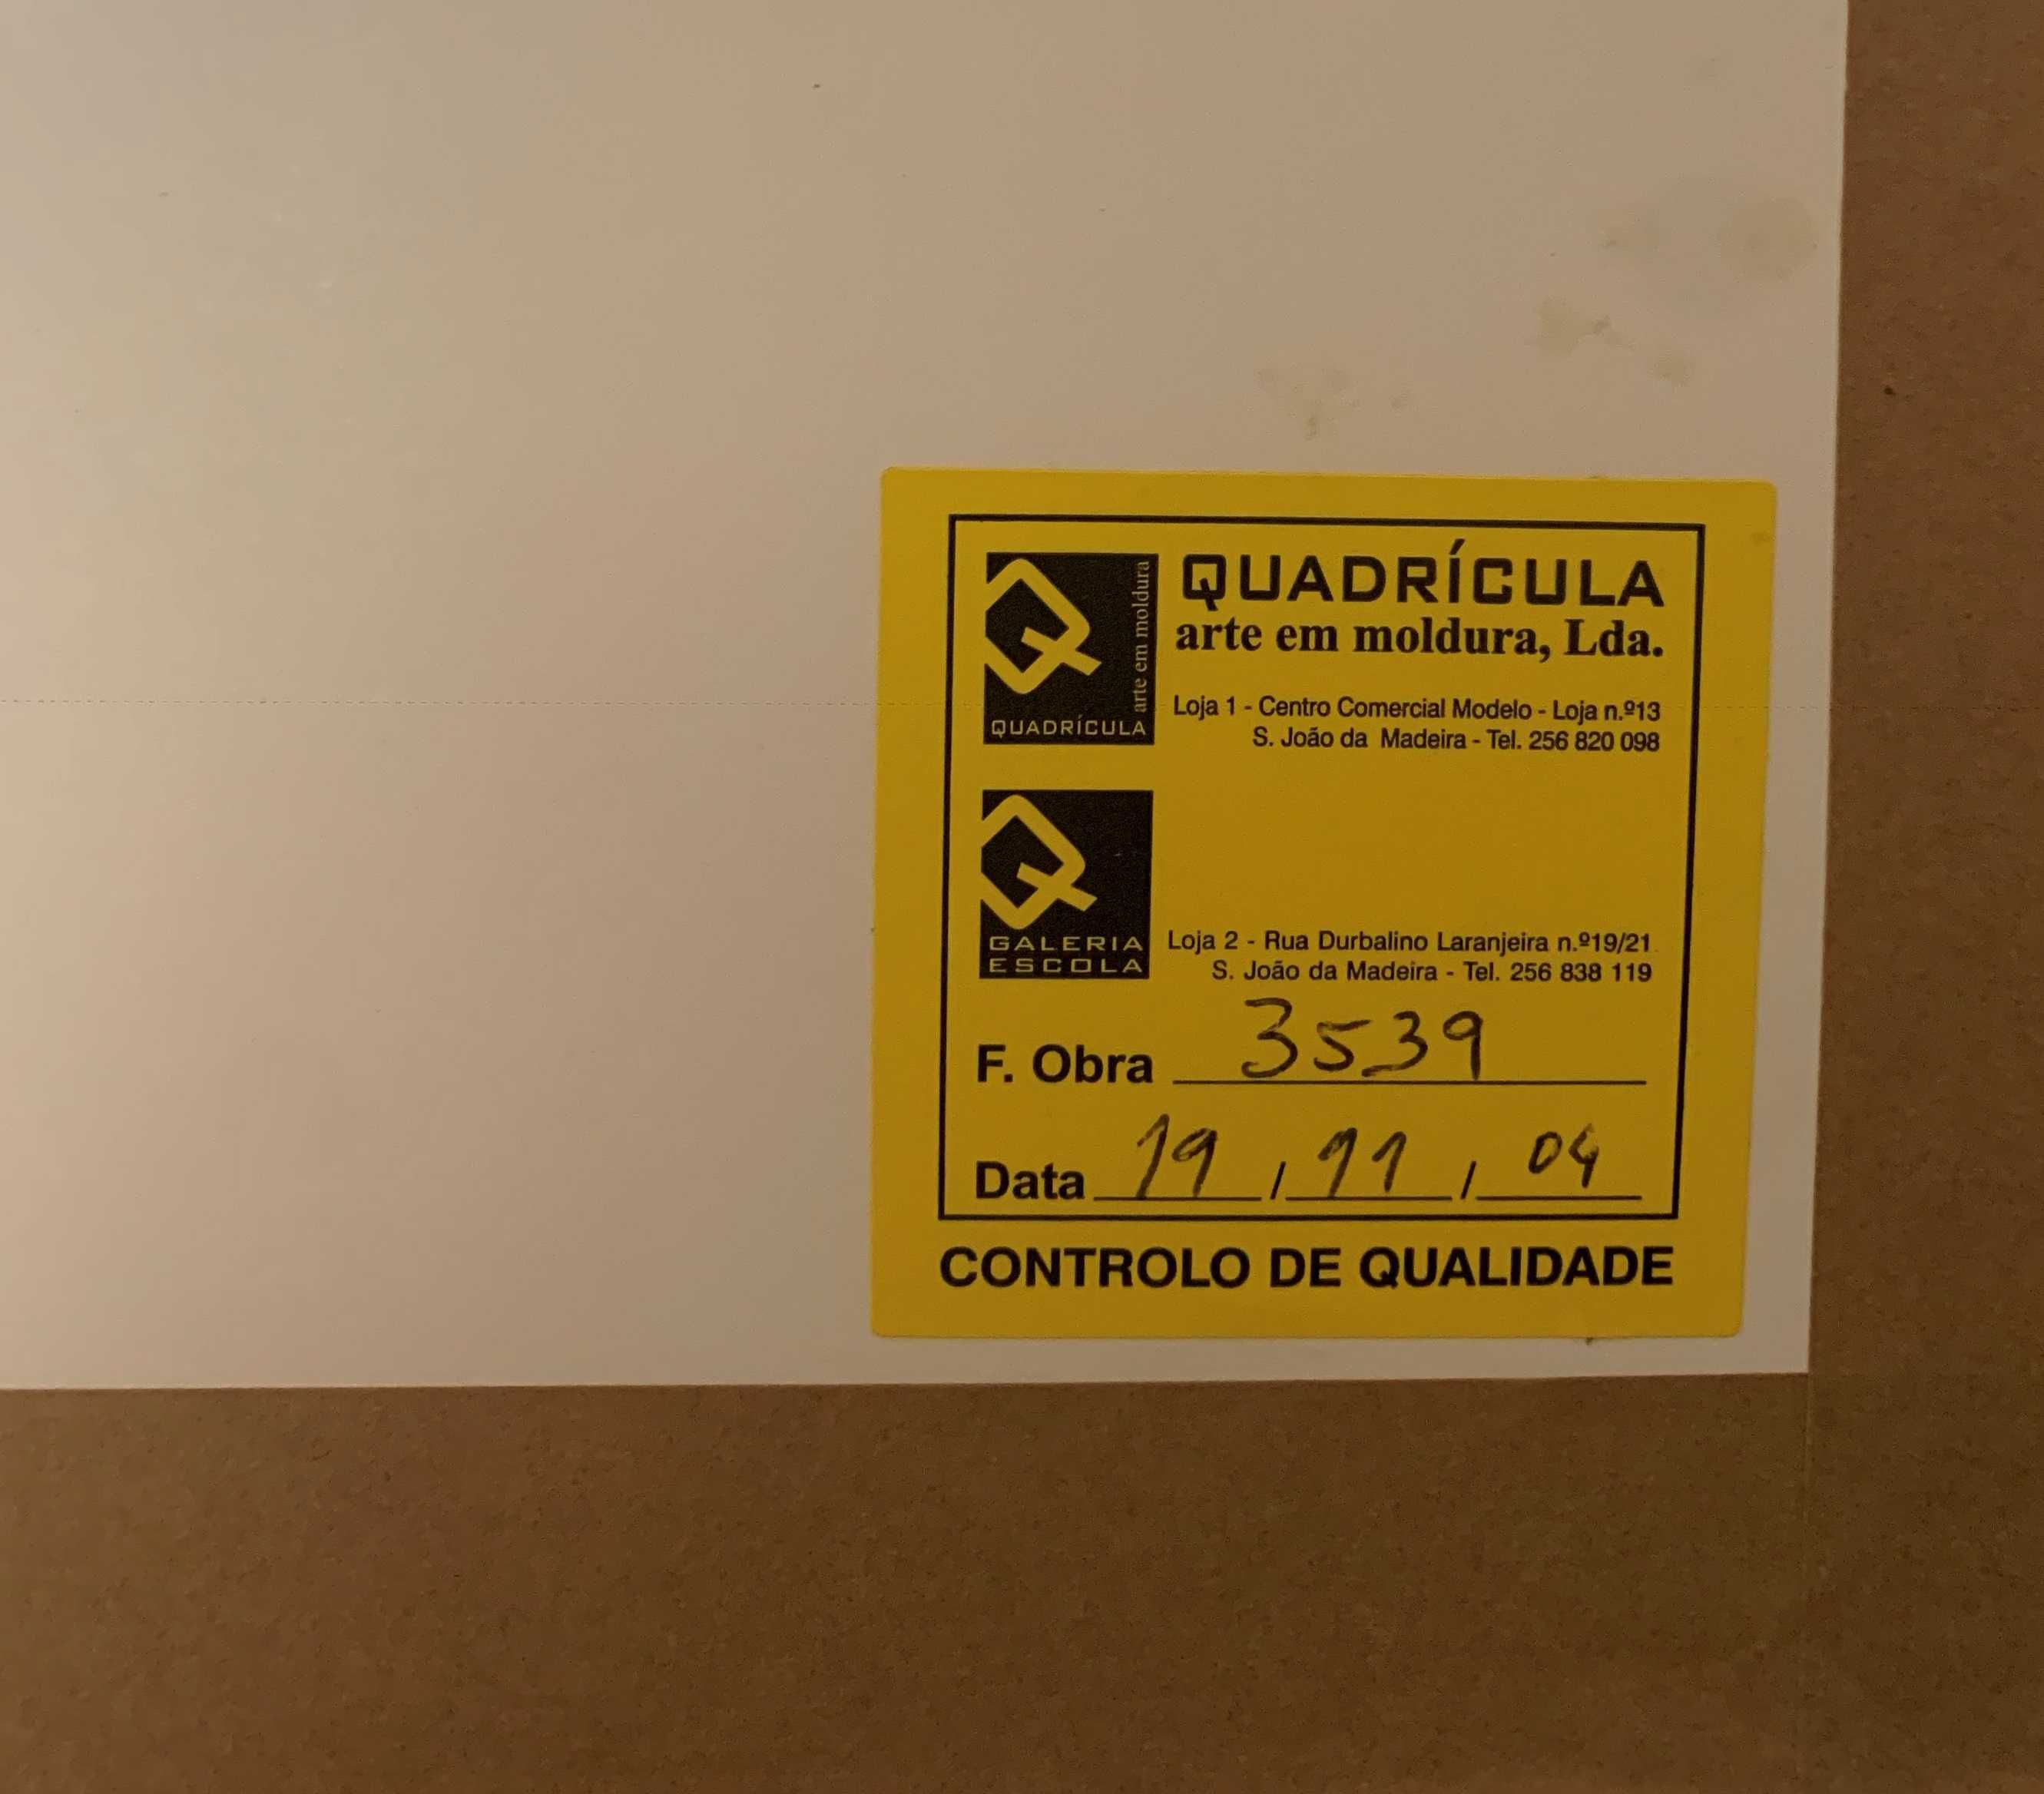 QUADRÍCULA
arte em moldura
QUADRÍCULA
arte em moldura, Lda.
Loja 1 - Centro Comercial Modelo - Loja n.º13
S. João da Madeira - Tel. 256 820 098
GALERIA
ESCOLA
Loja 2 - Rua Durbalino Laranjeira n.º19/21
S. João da Madeira - Tel. 256 838 119
F. Obra 3539
Data 19 / 11 / 04
CONTROLO DE QUALIDADE